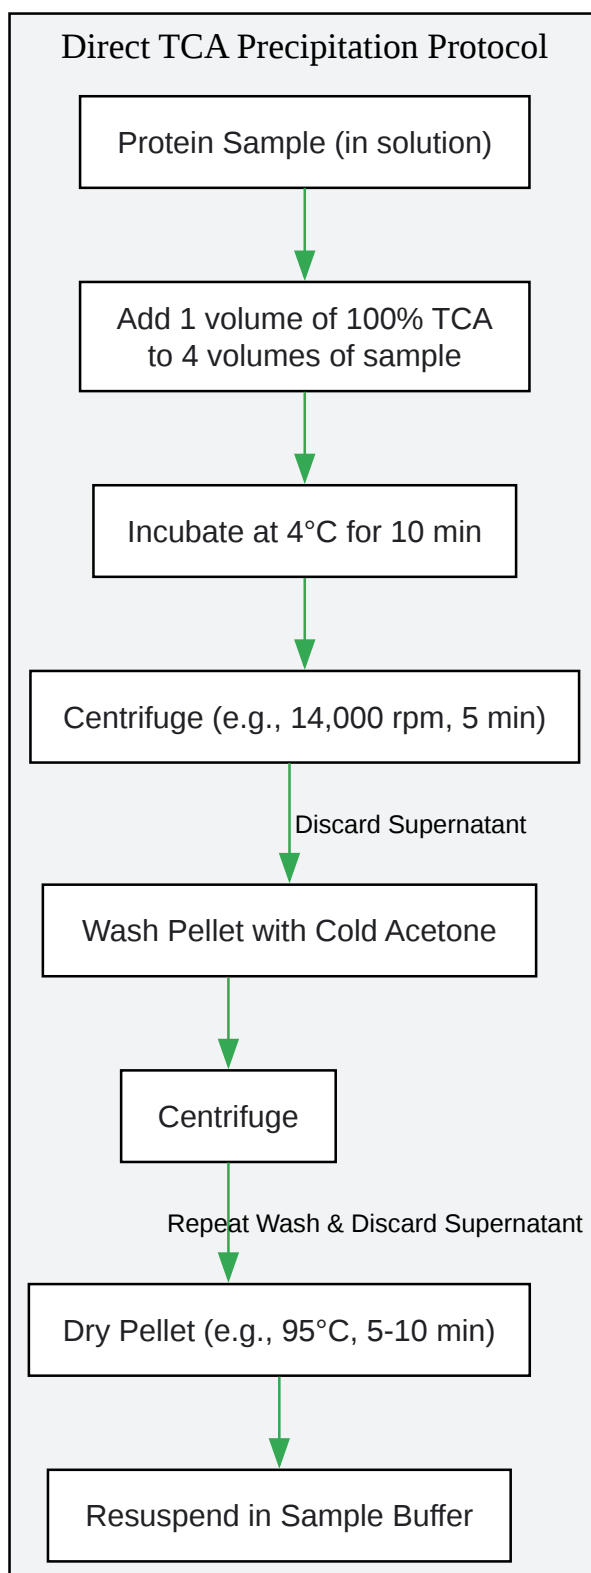 Direct TCA Precipitation Protocol
Protein Sample (in solution)
Add 1 volume of 100% TCA
to 4 volumes of sample
Incubate at 4°C for 10 min
Centrifuge (e.g., 14,000 rpm, 5 min)
Discard Supernatant
Wash Pellet with Cold Acetone
Centrifuge
Repeat Wash & Discard Supernatant
Dry Pellet (e.g., 95°C, 5-10 min)
Resuspend in Sample Buffer